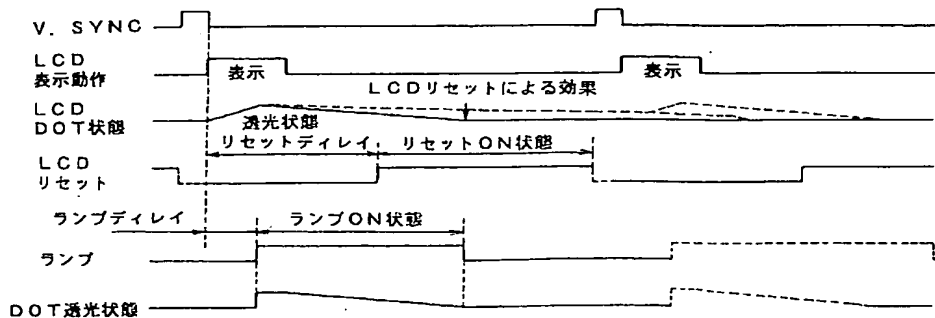 V. SYNC
LCD
表示動作
表示
表示
LCDリセットによる効果
LCD
DOT状態
透光状態
リセットディレイ
リセットON状態
LCD
リセット
ランプディレイ
ランプON状態
ランプ
DOT透光状態